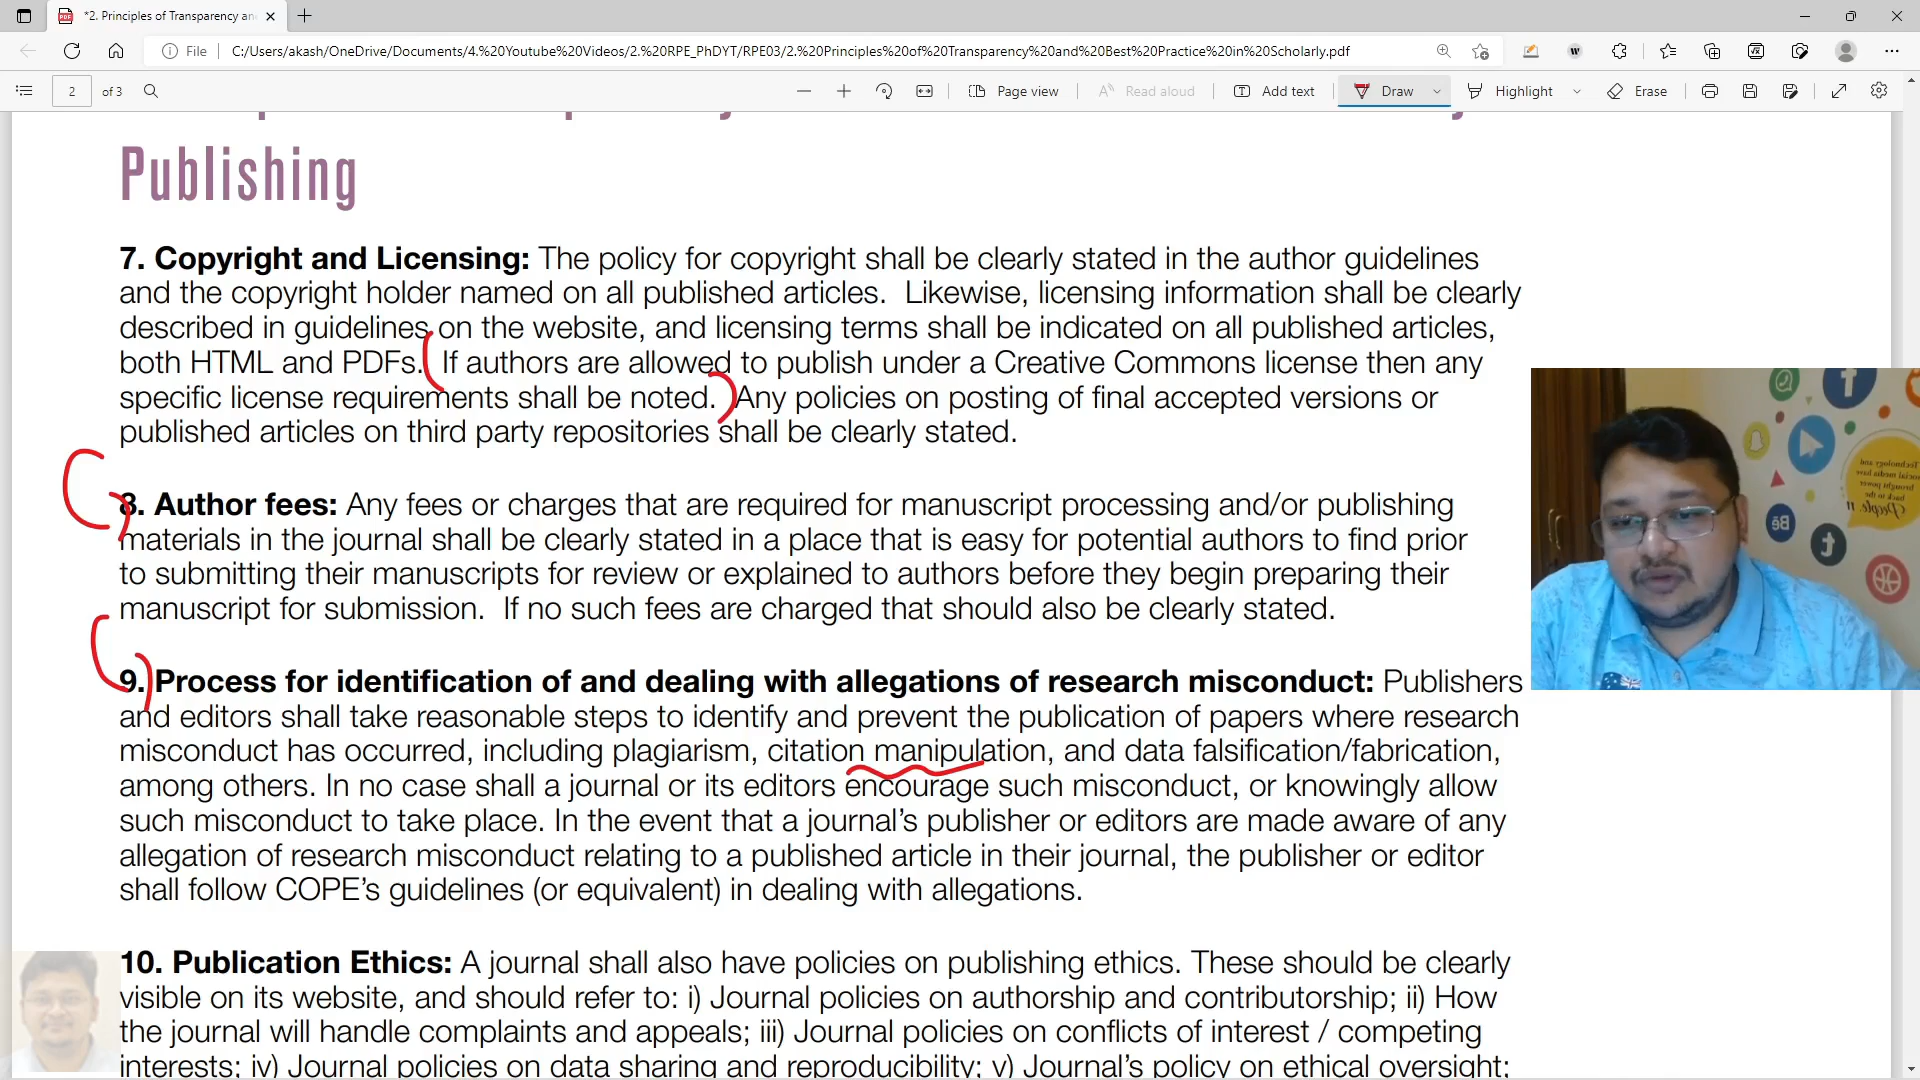 *2. Principles of Transparency an
File
C:/Users/akash/OneDrive/Documents/4.%20Youtube%20Videos/2.%20RPE_PhDYT/RPE03/2.%20Principles%20of%20Transparency%20and%20Best%20Practice%20in%20Scholarly.pdf
2 of 3
Page view
Read aloud
Add text
Draw
Highlight
Erase
Publishing
7. Copyright and Licensing: The policy for copyright shall be clearly stated in the author guidelines
and the copyright holder named on all published articles. Likewise, licensing information shall be clearly
described in guidelines on the website, and licensing terms shall be indicated on all published articles,
both HTML and PDFs. If authors are allowed to publish under a Creative Commons license then any
specific license requirements shall be noted. Any policies on posting of final accepted versions or
published articles on third party repositories shall be clearly stated.
8. Author fees: Any fees or charges that are required for manuscript processing and/or publishing
materials in the journal shall be clearly stated in a place that is easy for potential authors to find prior
to submitting their manuscripts for review or explained to authors before they begin preparing their
manuscript for submission. If no such fees are charged that should also be clearly stated.
9. Process for identification of and dealing with allegations of research misconduct: Publishers
and editors shall take reasonable steps to identify and prevent the publication of papers where research
misconduct has occurred, including plagiarism, citation manipulation, and data falsification/fabrication,
among others. In no case shall a journal or its editors encourage such misconduct, or knowingly allow
such misconduct to take place. In the event that a journal's publisher or editors are made aware of any
allegation of research misconduct relating to a published article in their journal, the publisher or editor
shall follow COPE's guidelines (or equivalent) in dealing with allegations.
10. Publication Ethics: A journal shall also have policies on publishing ethics. These should be clearly
visible on its website, and should refer to: i) Journal policies on authorship and contributorship; ii) How
the journal will handle complaints and appeals; iii) Journal policies on conflicts of interest / competing
interests; iv) Journal policies on data sharing and reproducibility; v) Journal's policy on ethical oversight;
Technology and
social media have
brought power
back to the
People.